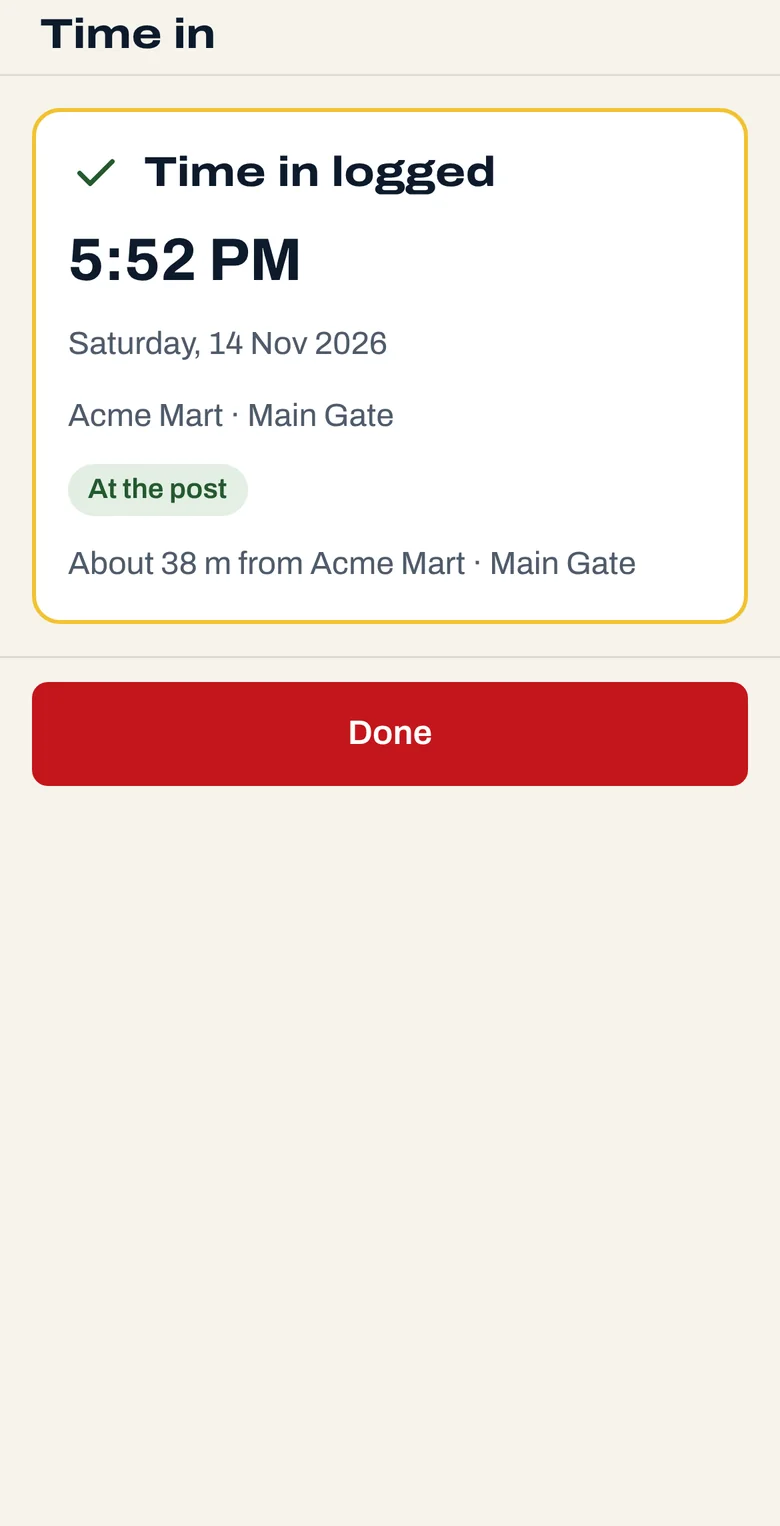 Time in
Time in logged
5:52 PM
Saturday, 14 Nov 2026
Acme Mart · Main Gate
At the post
About 38 m from Acme Mart · Main Gate
Done